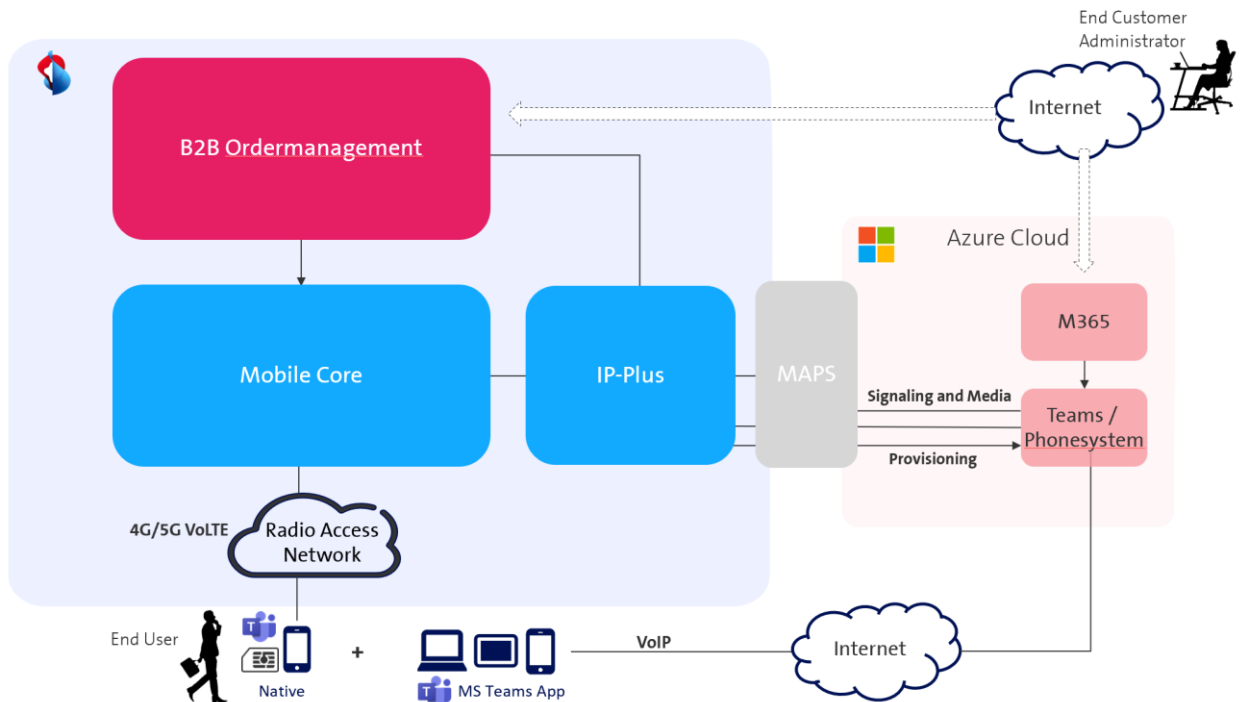 End Customer
Administrator
Internet
B2B Ordermanagement
Azure Cloud
M365
Mobile Core
IP-Plus
MAPS
Signaling and Media
Teams /
Phonesystem
Provisioning
4G/5G VoLTE
Radio Access
Network
End User
T
Native
+
T
MS Teams App
VoIP
Internet